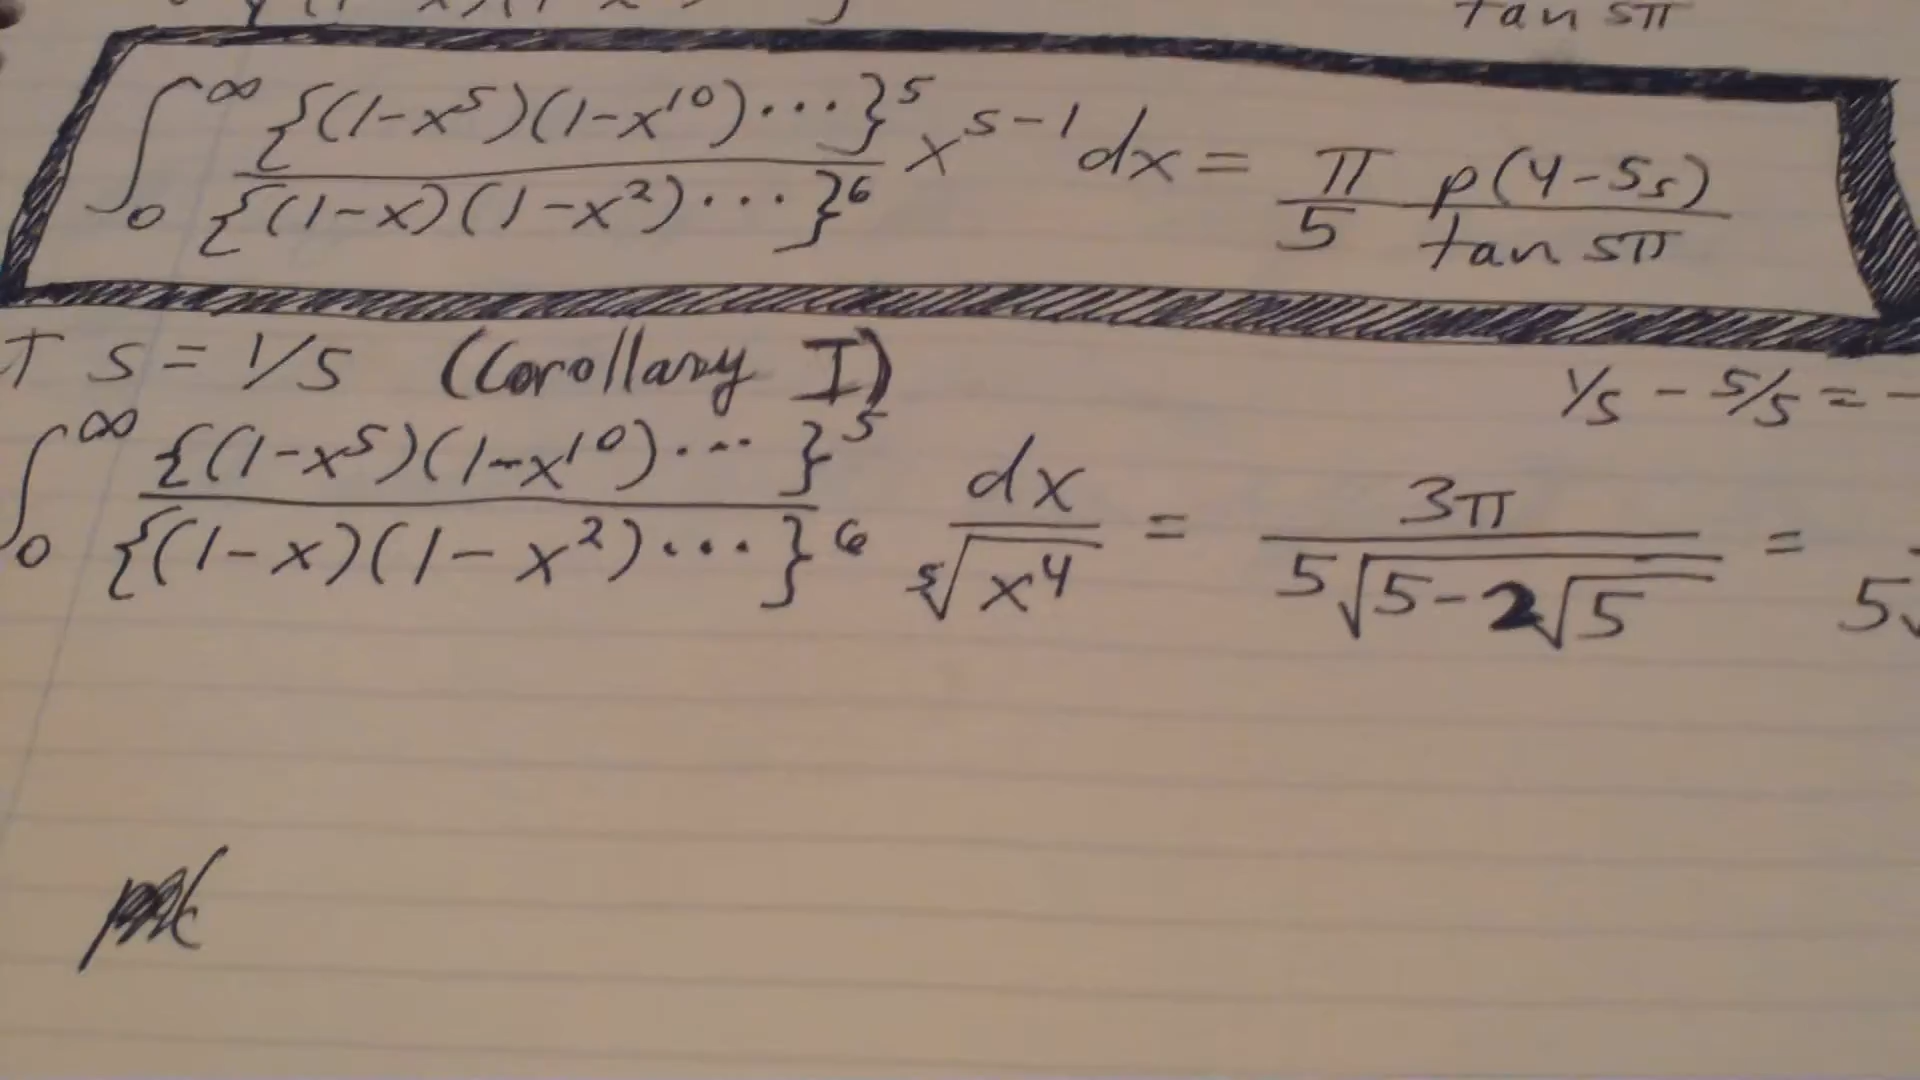 tan sπ
∫₀^∞ {(1-x⁵)(1-x¹⁰)···}⁵ / {(1-x)(1-x²)···}⁶ x^(s-1) dx = π/5 p(4-5s) / tan sπ
s = 1/5 (Corollary I)
1/5 - 5/5 = -
∫₀^∞ {(1-x⁵)(1-x¹⁰)···}⁵ / {(1-x)(1-x²)···}⁶ dx / ⁵√x⁴ = 3π / 5√(5-2√5) =